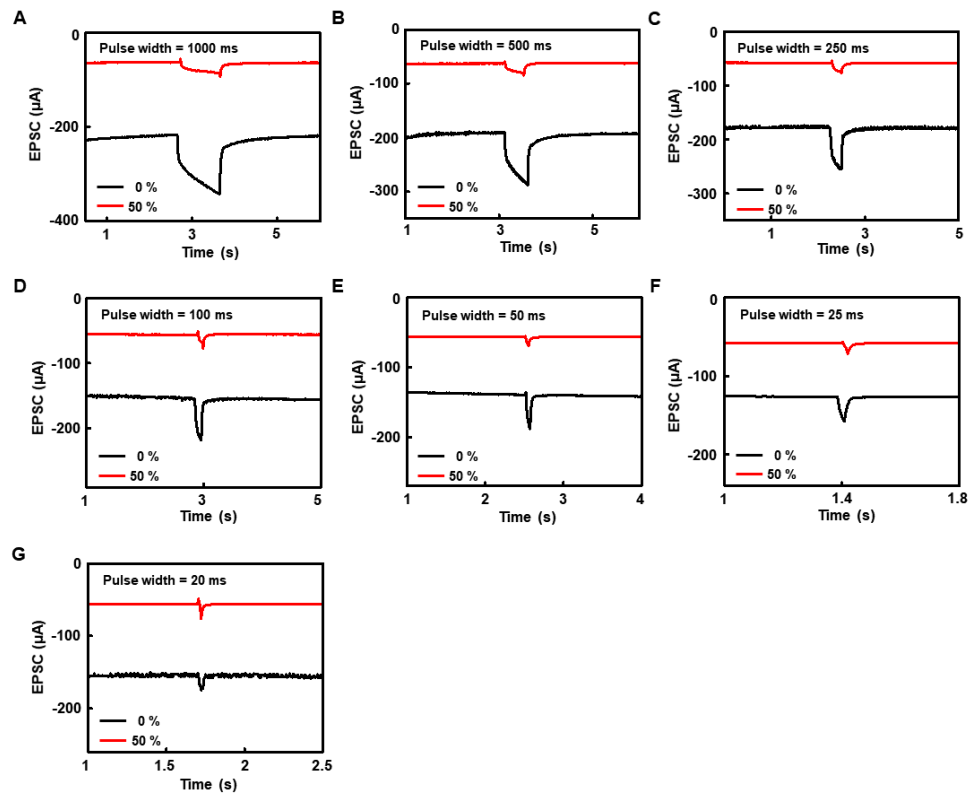 A
Pulse width = 1000 ms
EPSC (µA)
0
-200
-400
0 %
50 %
1
3
5
Time (s)
B
Pulse width = 500 ms
EPSC (µA)
0
-100
-200
-300
0 %
50 %
1
3
5
Time (s)
C
Pulse width = 250 ms
EPSC (µA)
0
-100
-200
-300
0 %
50 %
1
3
5
Time (s)
D
Pulse width = 100 ms
EPSC (µA)
0
-100
-200
0 %
50 %
1
3
5
Time (s)
E
Pulse width = 50 ms
EPSC (µA)
0
-100
-200
0 %
50 %
1
2
3
4
Time (s)
F
Pulse width = 25 ms
EPSC (µA)
0
-100
-200
0 %
50 %
1
1.4
1.8
Time (s)
G
Pulse width = 20 ms
EPSC (µA)
0
-100
-200
0 %
50 %
1
1.5
2
2.5
Time (s)